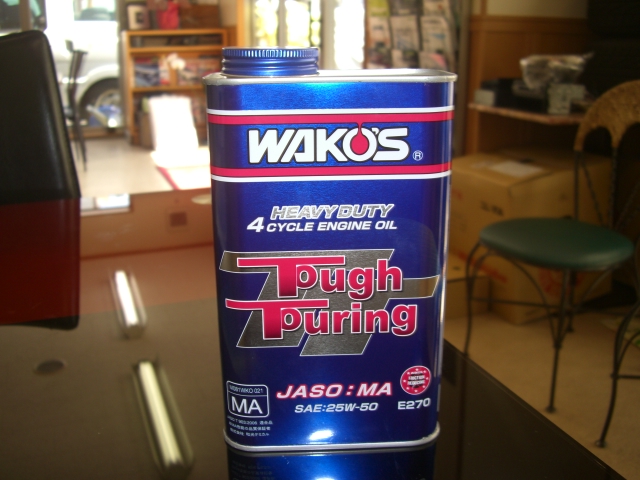 WAKO'S®
HEAVY DUTY
4 CYCLE ENGINE OIL
Tough
Touring
JASO:MA
SAE:25W-50
E270
MA